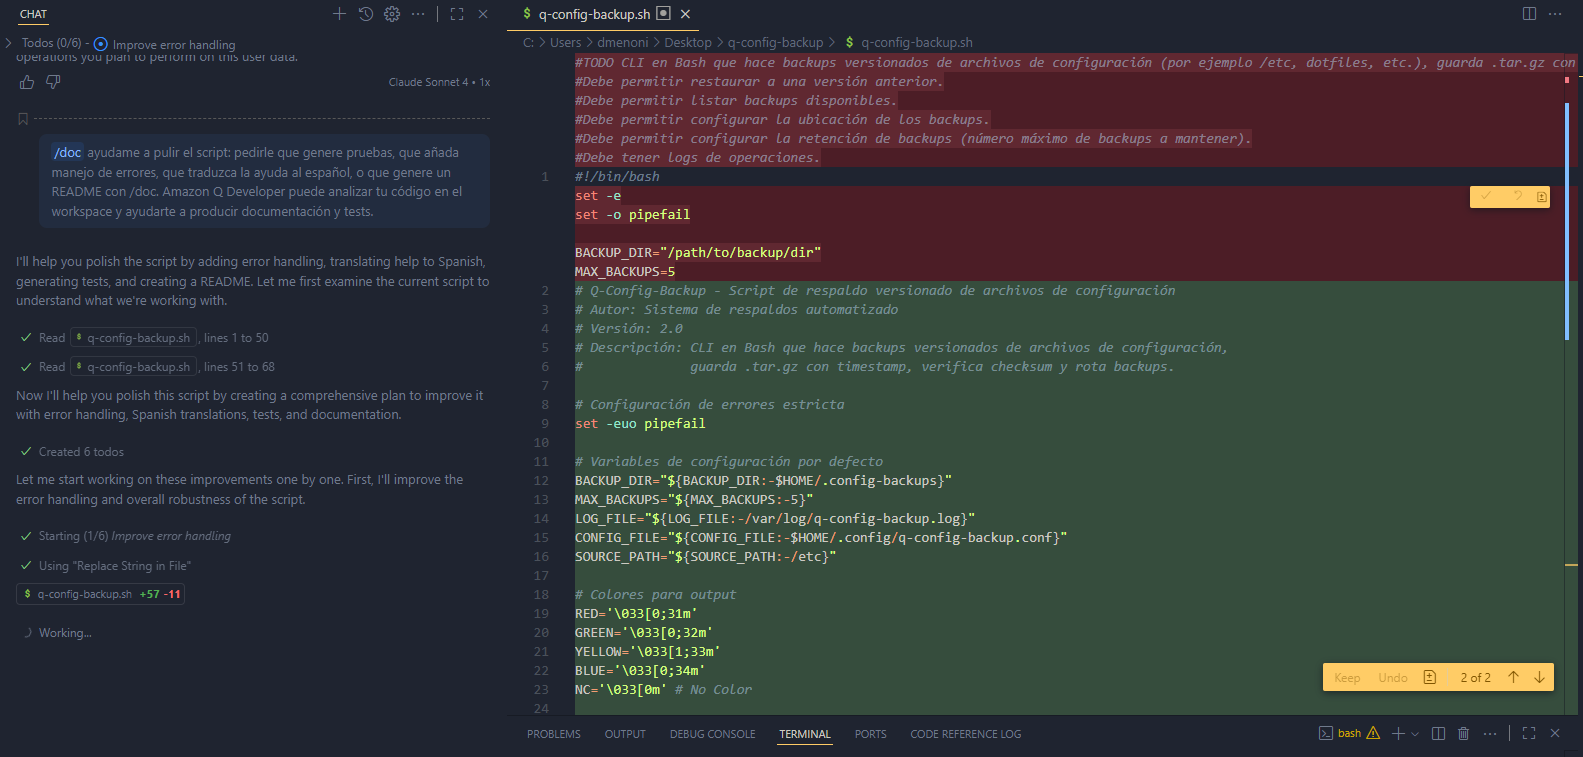 CHAT
Todos (0/6) - Improve error handling
operations you plan to perform on this user data.
Claude Sonnet 4 • 1x
/doc ayudame a pulir el script: pedirle que genere pruebas, que añada
manejo de errores, que traduzca la ayuda al español, o que genere un
README con /doc. Amazon Q Developer puede analizar tu código en el
workspace y ayudarte a producir documentación y tests.
I'll help you polish the script by adding error handling, translating help to Spanish,
generating tests, and creating a README. Let me first examine the current script to
understand what we're working with.
Read $ q-config-backup.sh , lines 1 to 50
Read $ q-config-backup.sh , lines 51 to 68
Now I'll help you polish this script by creating a comprehensive plan to improve it
with error handling, Spanish translations, tests, and documentation.
Created 6 todos
Let me start working on these improvements one by one. First, I'll improve the
error handling and overall robustness of the script.
Starting (1/6) Improve error handling
Using "Replace String in File"
$ q-config-backup.sh +57 -11
Working...
$ q-config-backup.sh
C: > Users > dmenoni > Desktop > q-config-backup > $ q-config-backup.sh
#TODO CLI en Bash que hace backups versionados de archivos de configuración (por ejemplo /etc, dotfiles, etc.), guarda .tar.gz con
#Debe permitir restaurar a una versión anterior.
#Debe permitir listar backups disponibles.
#Debe permitir configurar la ubicación de los backups.
#Debe permitir configurar la retención de backups (número máximo de backups a mantener).
#Debe tener logs de operaciones.
1 #!/bin/bash
set -e
set -o pipefail
BACKUP_DIR="/path/to/backup/dir"
MAX_BACKUPS=5
2 # Q-Config-Backup - Script de respaldo versionado de archivos de configuración
3 # Autor: Sistema de respaldos automatizado
4 # Versión: 2.0
5 # Descripción: CLI en Bash que hace backups versionados de archivos de configuración,
6 # guarda .tar.gz con timestamp, verifica checksum y rota backups.
7
8 # Configuración de errores estricta
9 set -euo pipefail
10
11 # Variables de configuración por defecto
12 BACKUP_DIR="${BACKUP_DIR:-$HOME/.config-backups}"
13 MAX_BACKUPS="${MAX_BACKUPS:-5}"
14 LOG_FILE="${LOG_FILE:-/var/log/q-config-backup.log}"
15 CONFIG_FILE="${CONFIG_FILE:-$HOME/.config/q-config-backup.conf}"
16 SOURCE_PATH="${SOURCE_PATH:-/etc}"
17
18 # Colores para output
19 RED='\033[0;31m'
20 GREEN='\033[0;32m'
21 YELLOW='\033[1;33m'
22 BLUE='\033[0;34m'
23 NC='\033[0m' # No Color
24
Keep Undo 2 of 2
PROBLEMS OUTPUT DEBUG CONSOLE TERMINAL PORTS CODE REFERENCE LOG
bash